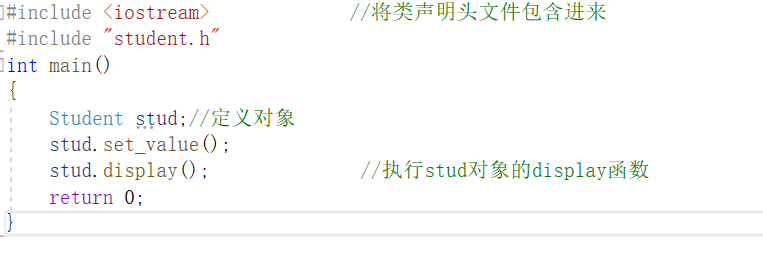 #include <iostream> //将类声明头文件包含进来
#include "student.h"
int main()
{
Student stud;//定义对象
stud.set_value();
stud.display(); //执行stud对象的display函数
return 0;
}